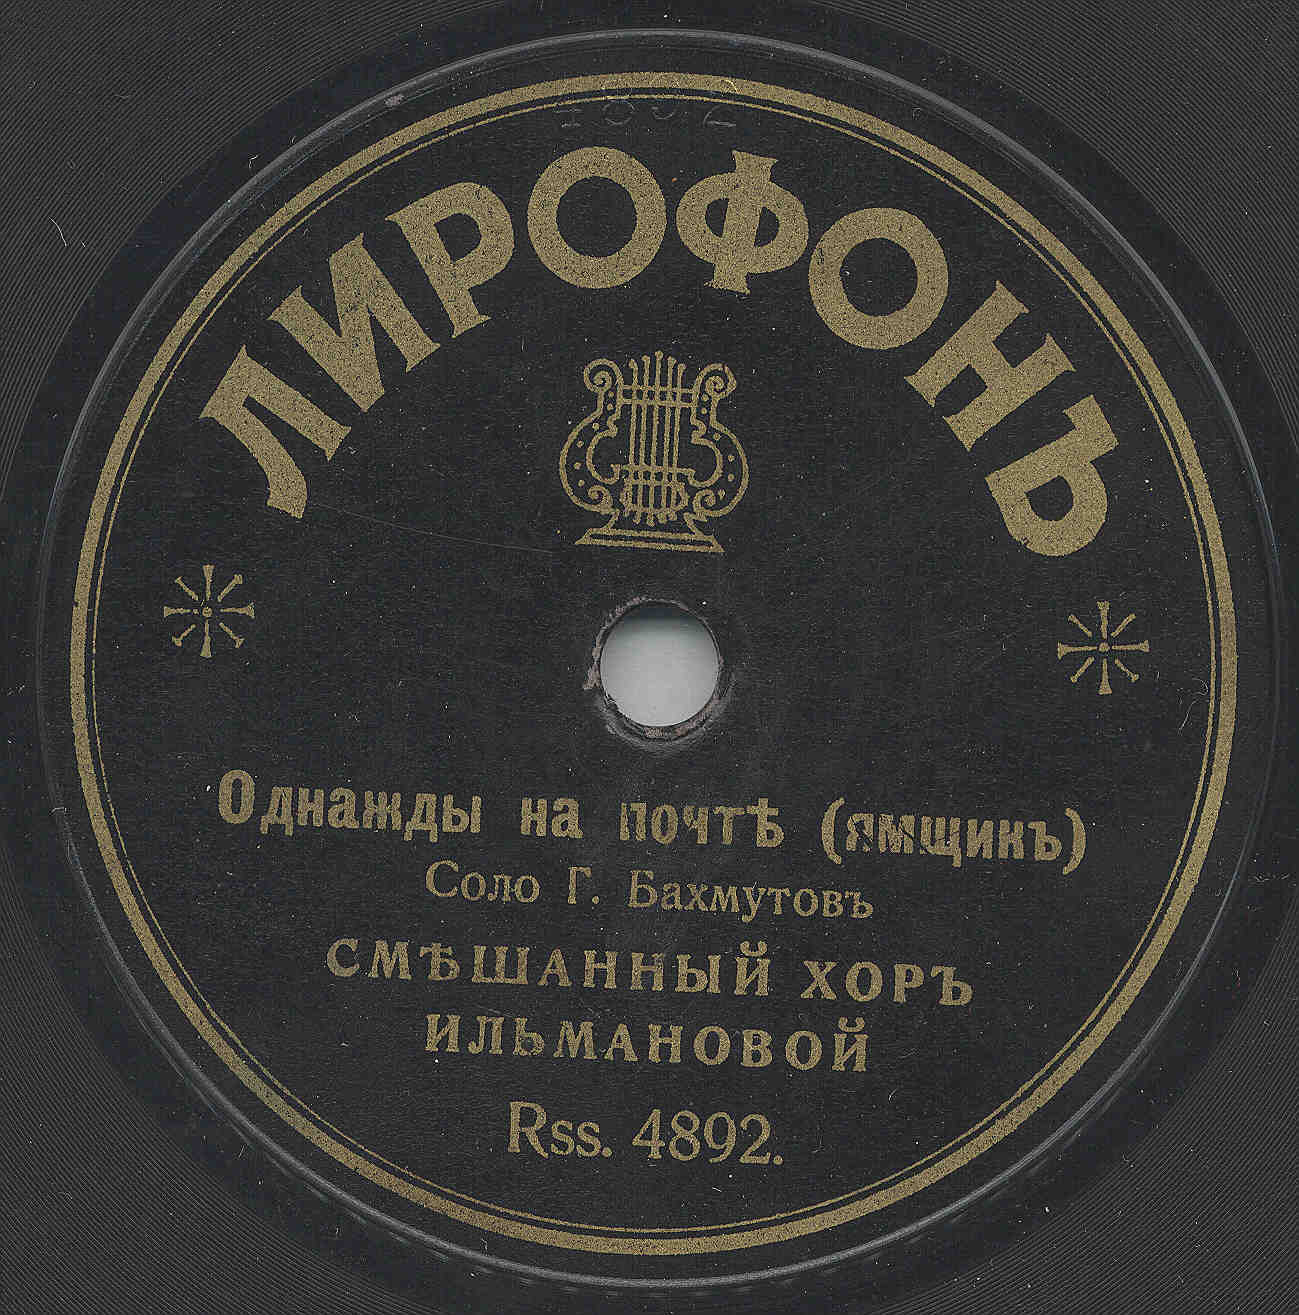 ЛИРОФОНЪ
Однажды на почтѣ (ямщикъ)
Соло Г. Бахмутовъ
СМѢШАННЫЙ ХОРЪ
ИЛЬМАНОВОЙ
Rss. 4892.